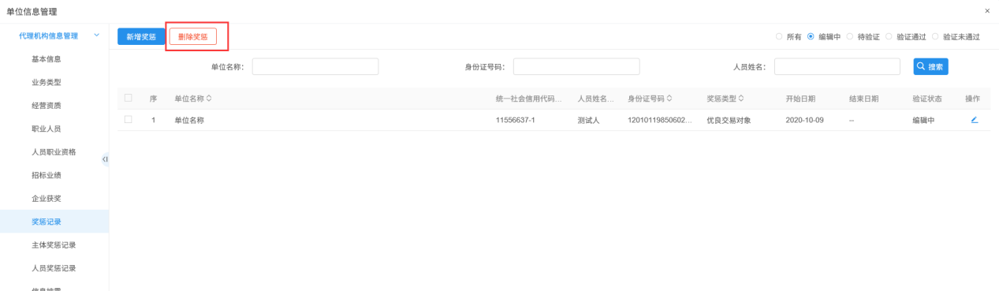 单位信息管理 ×
代理机构信息管理
新增奖惩 删除奖惩
所有 编辑中 待验证 验证通过 验证未通过
基本信息
单位名称: 身份证号码: 人员姓名: 搜索
业务类型
序 单位名称 统一社会信用代码... 人员姓名... 身份证号码 奖惩类型 开始日期 结束日期 验证状态 操作
经营资质
1 单位名称 11556637-1 测试人 12010119850602... 优良交易对象 2020-10-09 -- 编辑中
职业人员
人员职业资格
招标业绩
企业获奖
奖惩记录
主体奖惩记录
人员奖惩记录
信息披露